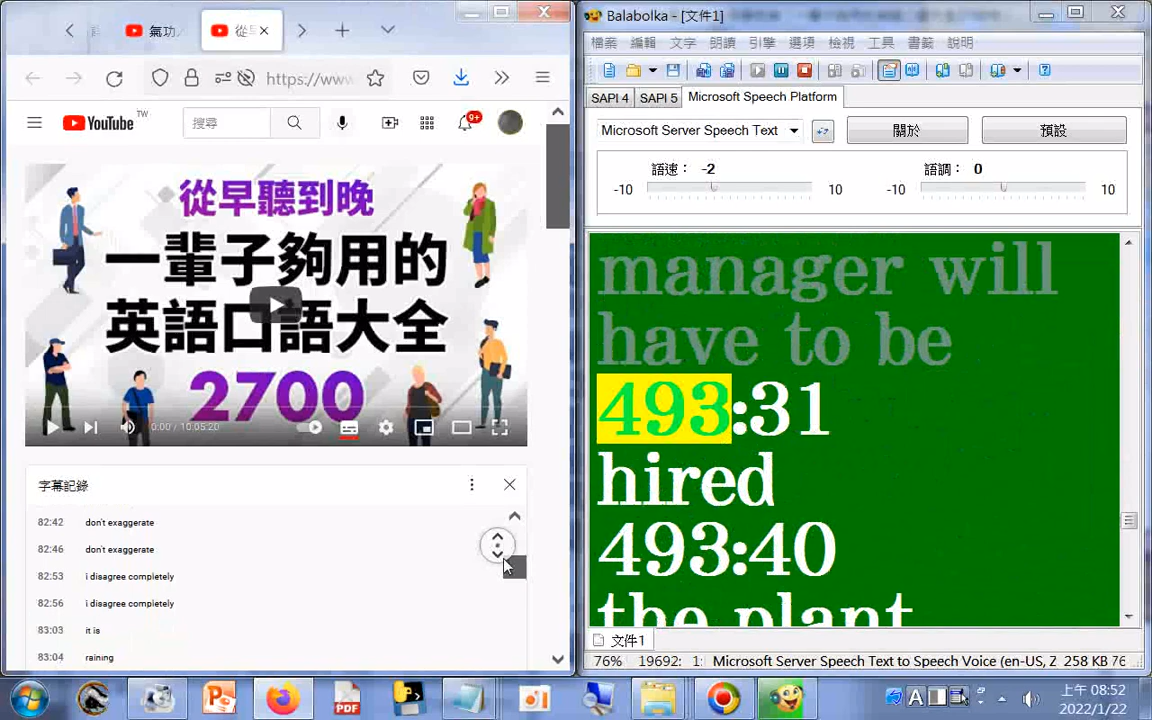 氣功
從
https://www
YouTube TW
搜尋
9+
從早聽到晚
一輩子夠用的
英語口語大全
2700
0:00 / 10:05:20
字幕記錄
82:42 don't exaggerate
82:46 don't exaggerate
82:53 i disagree completely
82:56 i disagree completely
83:03 it is
83:04 raining
Balabolka - [文件1]
檔案 編輯 文字 朗讀 引擎 選項 檢視 工具 書籤 說明
SAPI 4 SAPI 5 Microsoft Speech Platform
Microsoft Server Speech Text 關於 預設
語速： -2 語調： 0
-10 10 -10 10
manager will
have to be
493:31
hired
493:40
the plant
文件1
76% 19692: 1: Microsoft Server Speech Text to Speech Voice (en-US, Z 258 KB 76
PDF
A
上午 08:52
2022/1/22